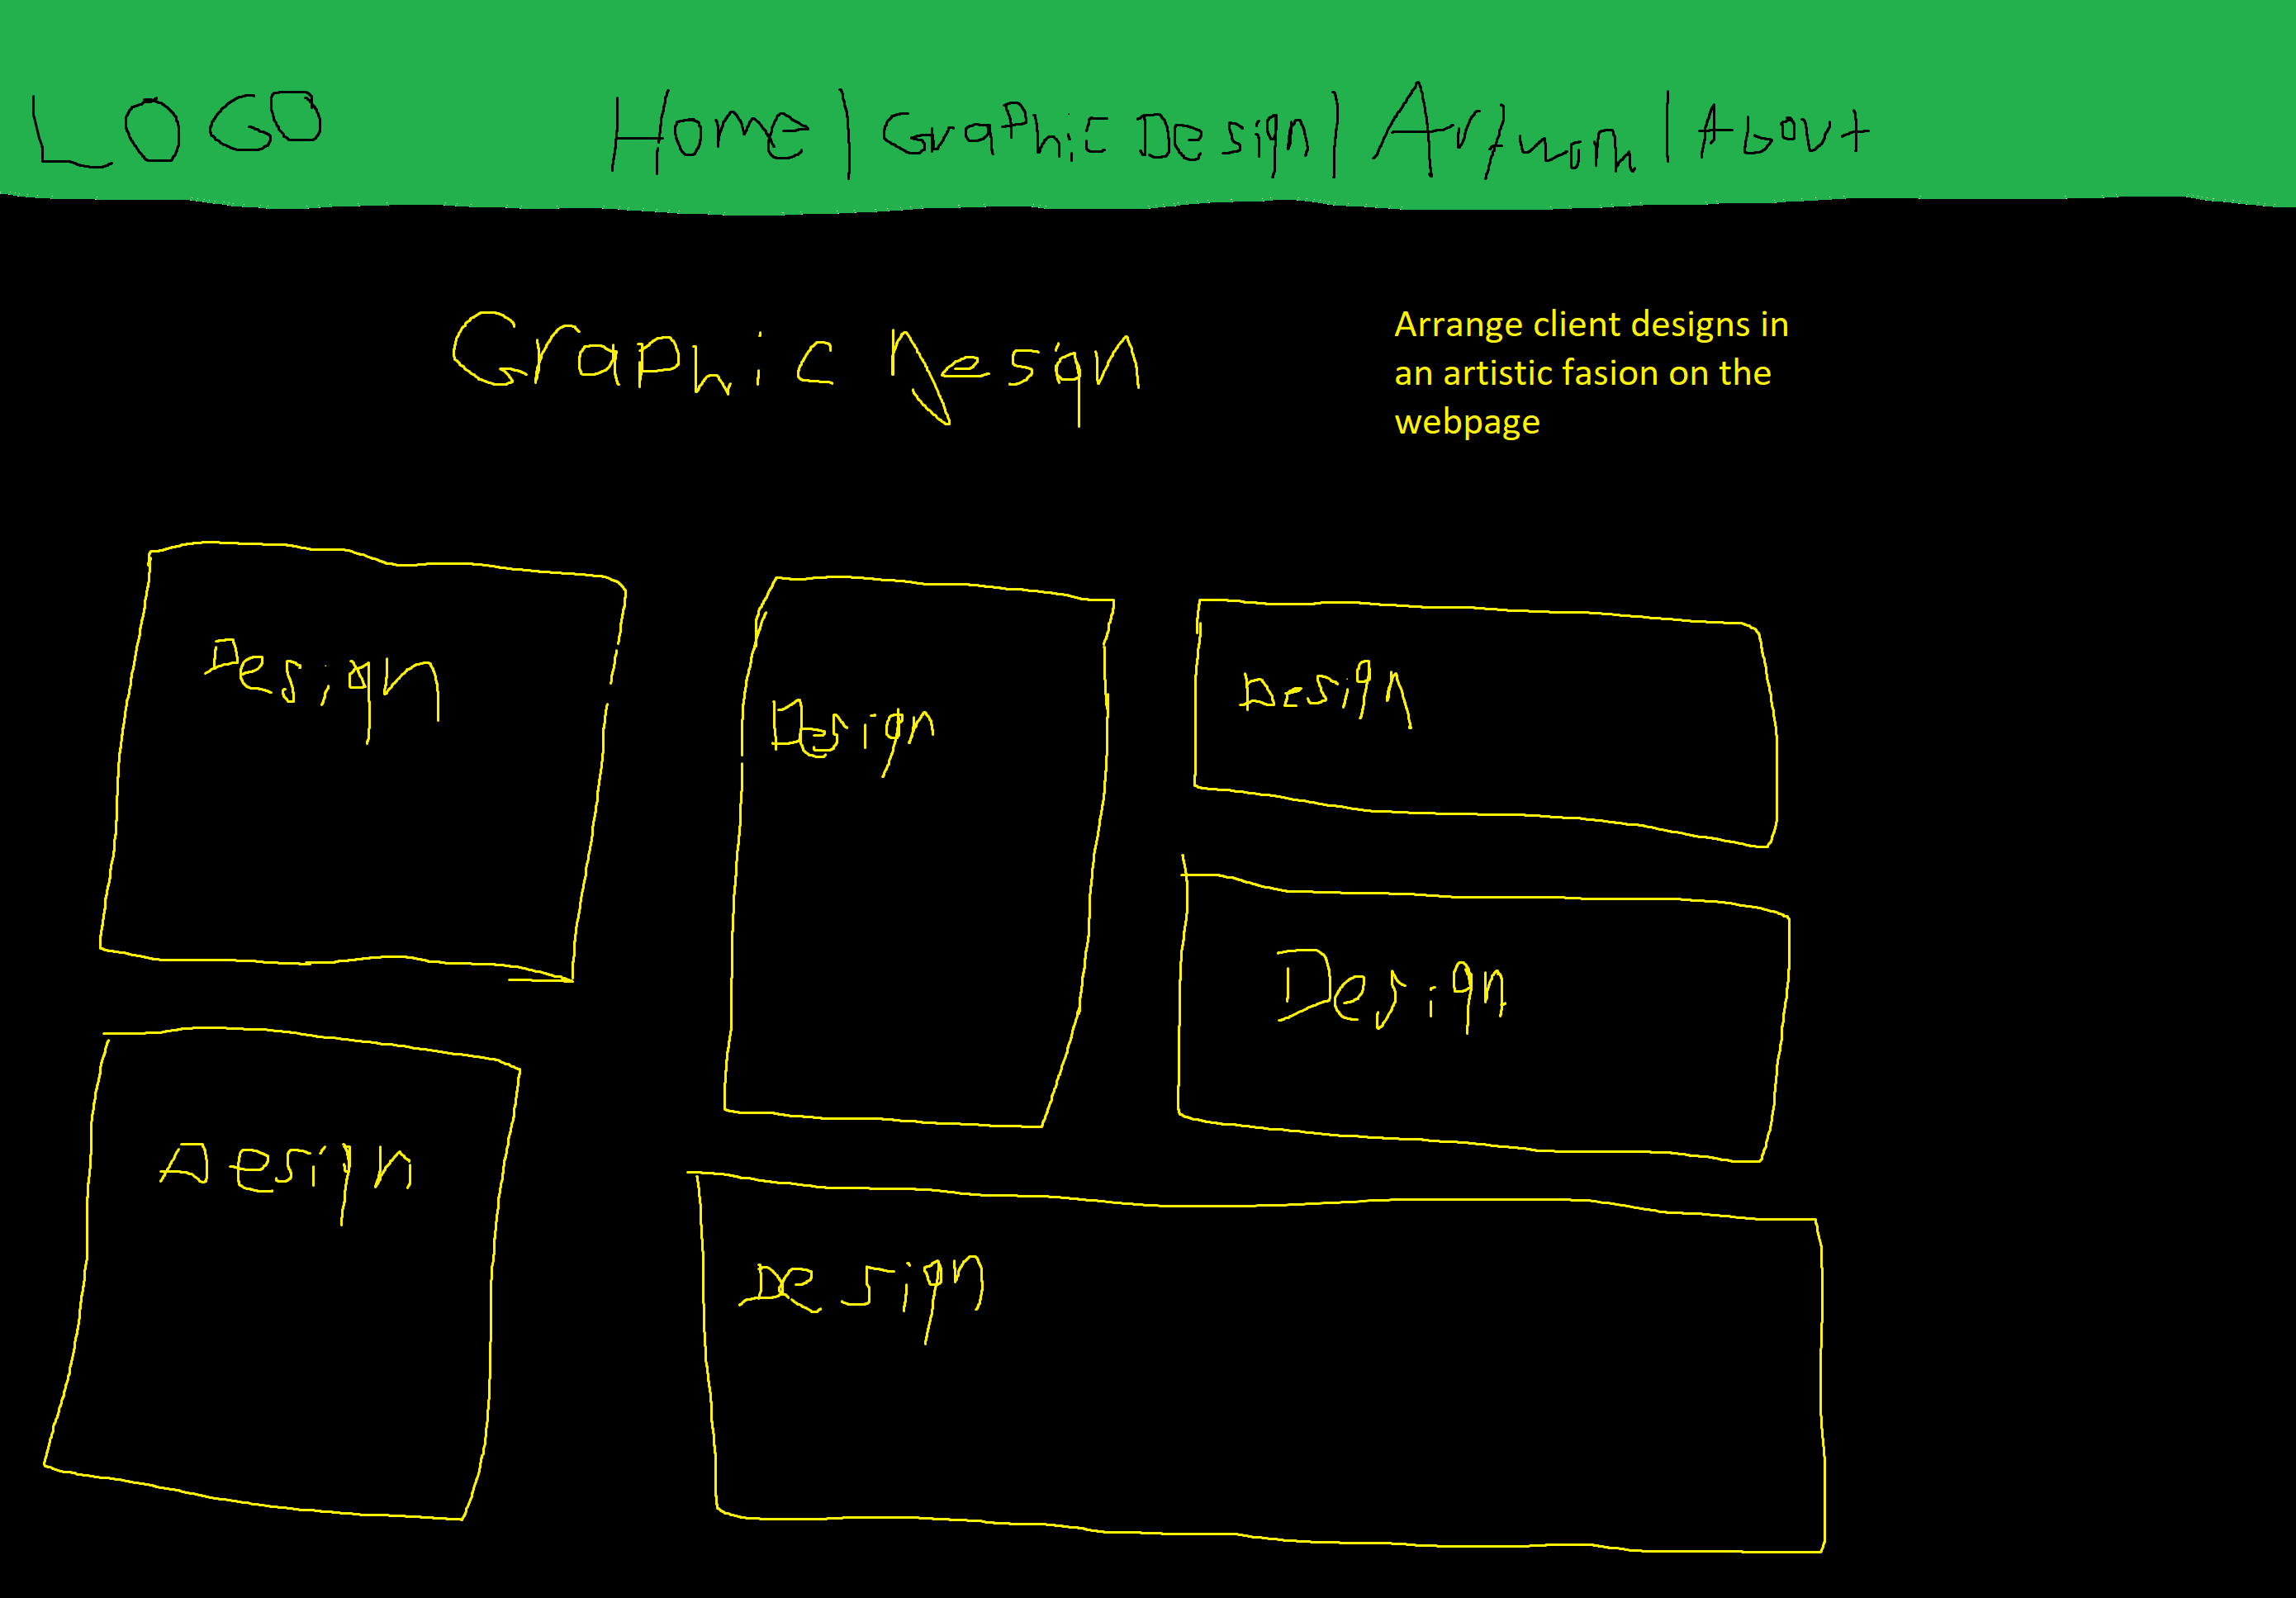 LOGO
Home | Graphic Design | Artwork | About
Graphic Design
Arrange client designs in
an artistic fasion on the
webpage
Design
Design
Design
Design
Design
Design